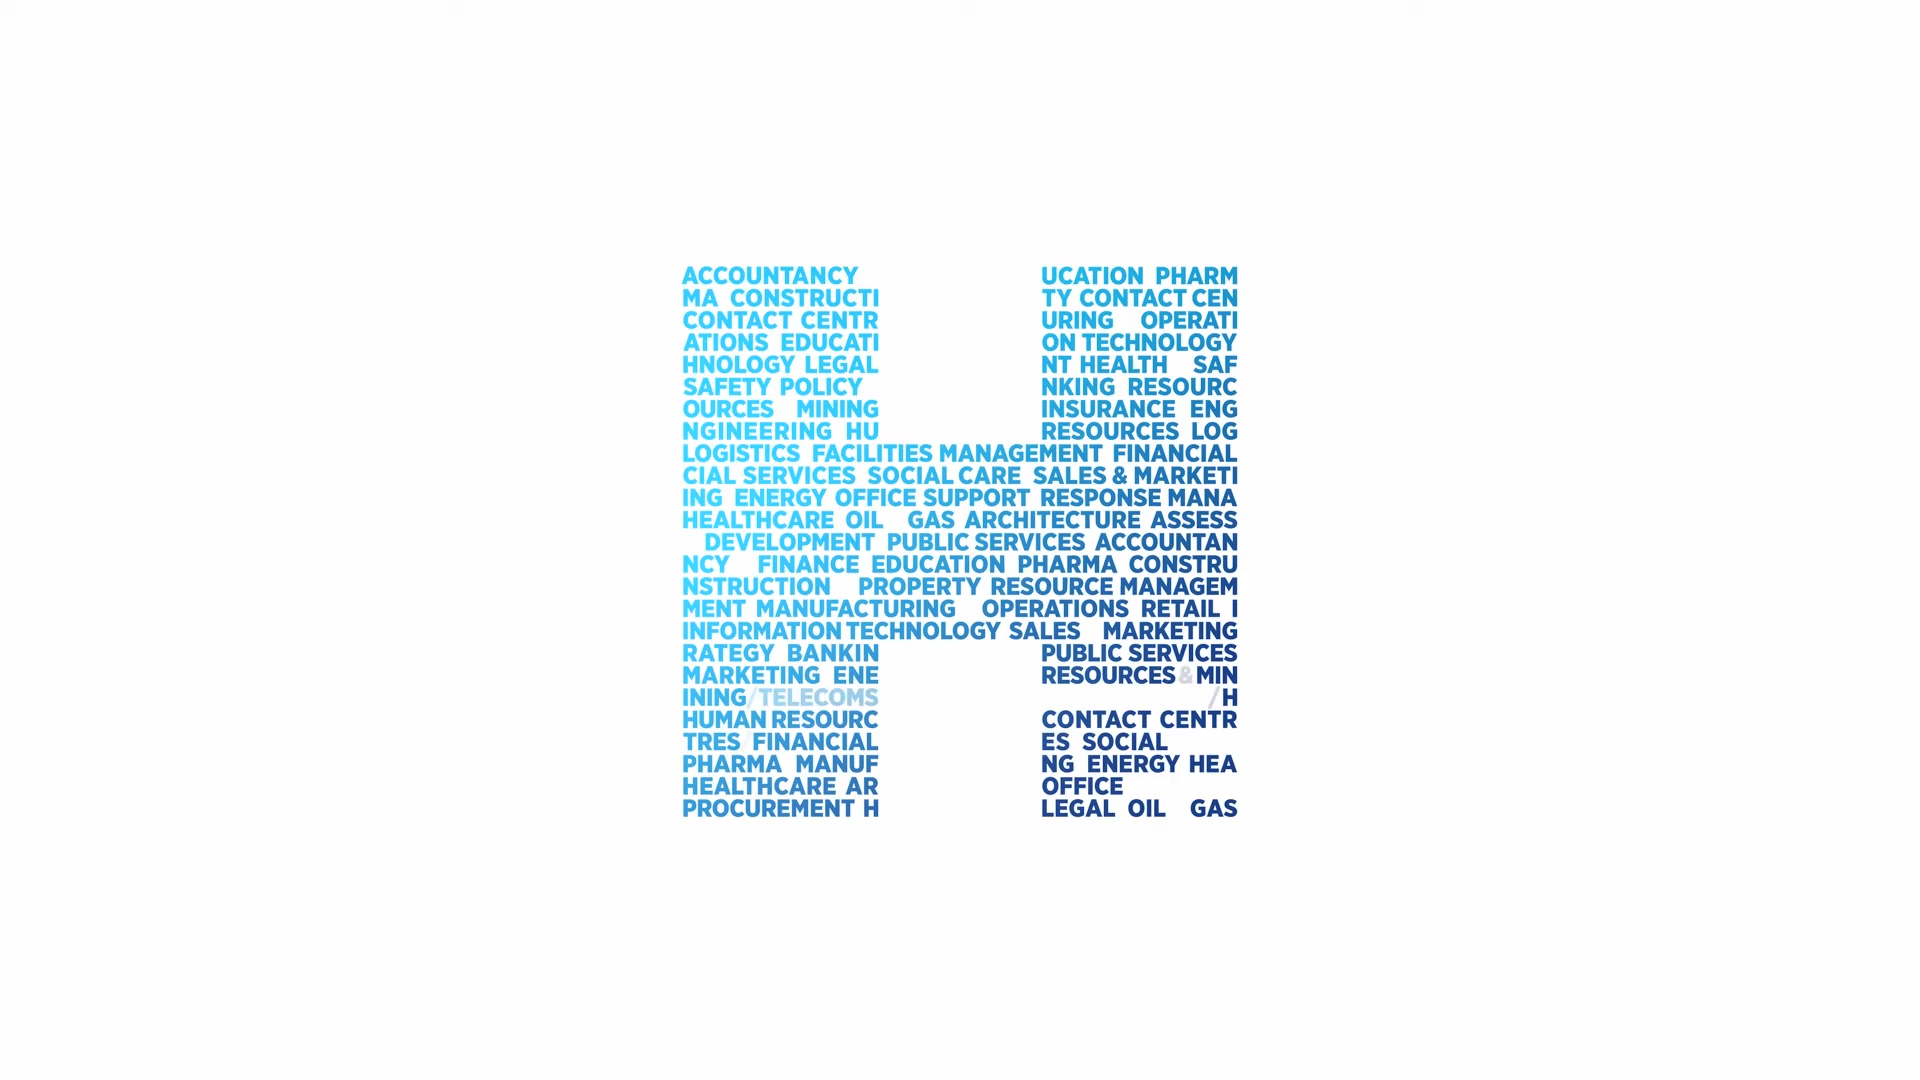 ACCOUNTANCY UCATION PHARM
MA CONSTRUCTI TY CONTACT CEN
CONTACT CENTR URING OPERATI
ATIONS EDUCATI ON TECHNOLOGY
HNOLOGY LEGAL NT HEALTH SAF
SAFETY POLICY NKING RESOURC
OURCES MINING INSURANCE ENG
NGINEERING HU RESOURCES LOG
LOGISTICS FACILITIES MANAGEMENT FINANCIAL
CIAL SERVICES SOCIAL CARE SALES & MARKETI
ING ENERGY OFFICE SUPPORT RESPONSE MANA
HEALTHCARE OIL GAS ARCHITECTURE ASSESS
DEVELOPMENT PUBLIC SERVICES ACCOUNTAN
NCY FINANCE EDUCATION PHARMA CONSTRU
NSTRUCTION PROPERTY RESOURCE MANAGEM
MENT MANUFACTURING OPERATIONS RETAIL I
INFORMATION TECHNOLOGY SALES MARKETING
RATEGY BANKIN PUBLIC SERVICES
MARKETING ENE RESOURCES & MIN
INING/TELECOMS /H
HUMAN RESOURC CONTACT CENTR
TRES FINANCIAL ES SOCIAL
PHARMA MANUF NG ENERGY HEA
HEALTHCARE AR OFFICE
PROCUREMENT H LEGAL OIL GAS